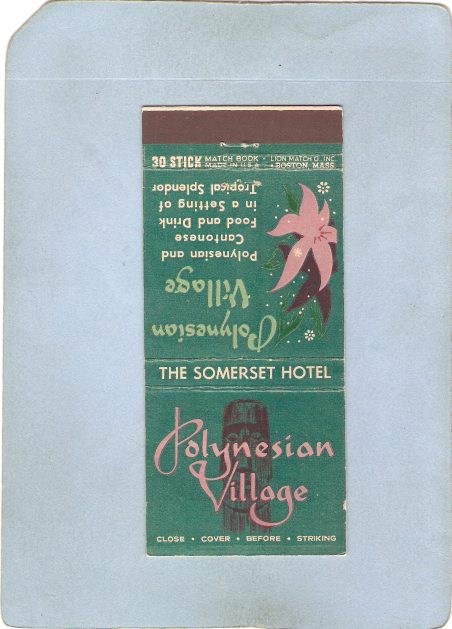 30 STICK MATCH BOOK • LION MATCH CO. INC.
MADE IN U.S.A. • BOSTON, MASS.
Polynesian
Village
Polynesian and
Cantonese
Food and Drink
in a Setting of
Tropical Splendor
THE SOMERSET HOTEL
Polynesian
Village
CLOSE • COVER • BEFORE • STRIKING